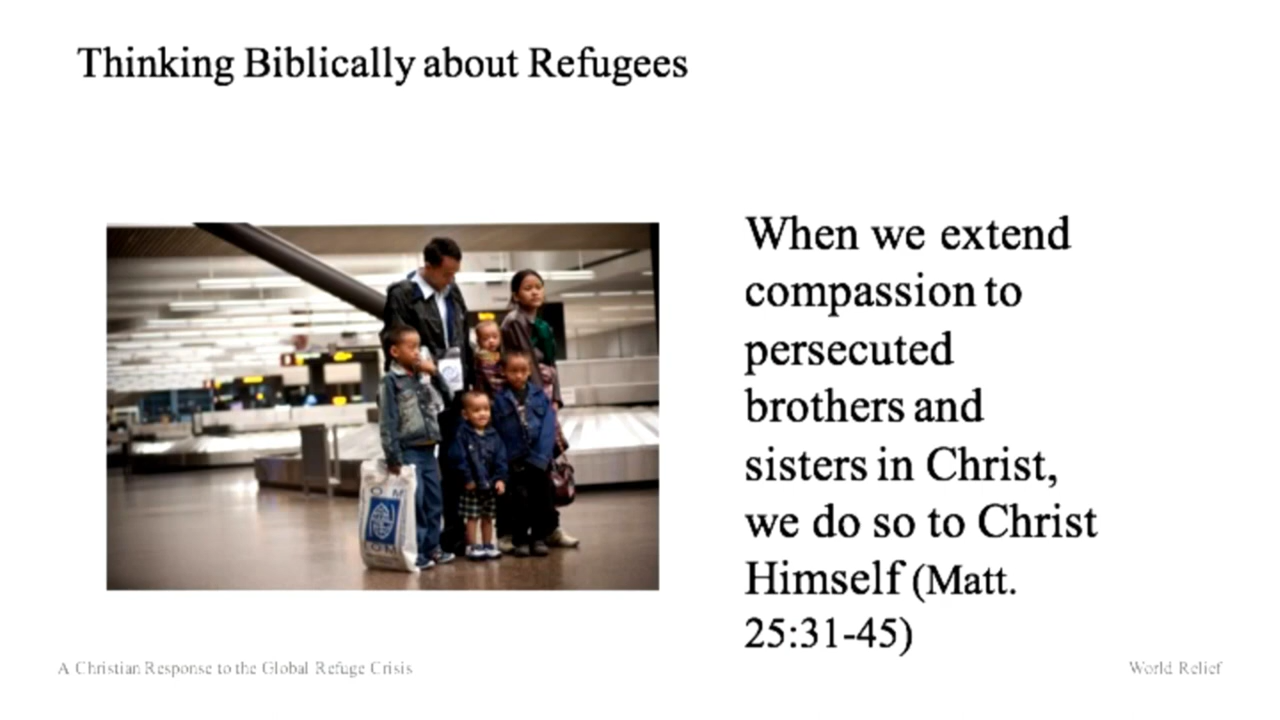 Thinking Biblically about Refugees
When we extend
compassion to
persecuted
brothers and
sisters in Christ,
we do so to Christ
Himself (Matt.
25:31-45)
IOM
A Christian Response to the Global Refuge Crisis
World Relief